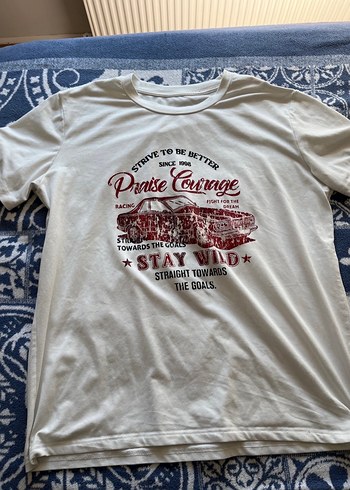 STRIVE TO BE BETTER
SINCE 1998
Praise Courage
RACING
FIGHT FOR THE
DREAM
TOWARDS THE GOALS
STAY WILD
STRAIGHT TOWARDS
THE GOALS.